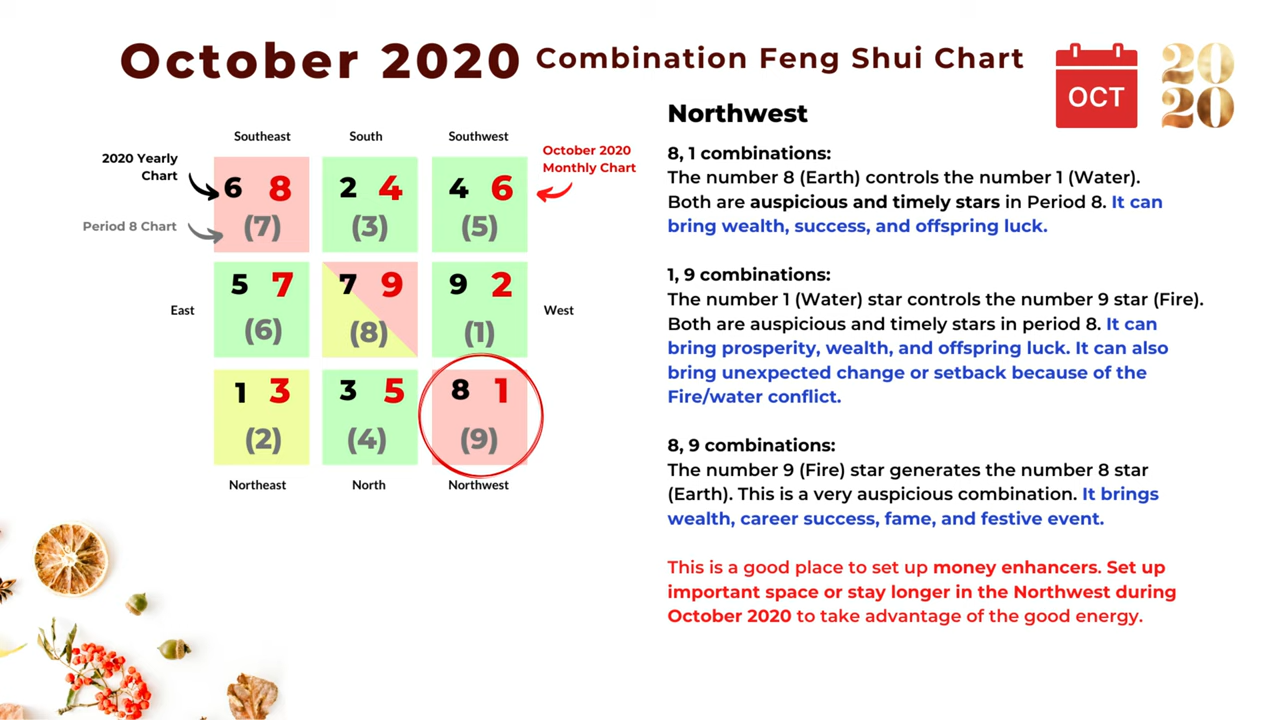 October 2020 Combination Feng Shui Chart
OCT
20
20
Southeast South Southwest
2020 Yearly
Chart
October 2020
Monthly Chart
Period 8 Chart
6 8 2 4 4 6
(7) (3) (5)
East
5 7 7 9 9 2
(6) (8) (1)
West
1 3 3 5 8 1
(2) (4) (9)
Northeast North Northwest
Northwest
8, 1 combinations:
The number 8 (Earth) controls the number 1 (Water).
Both are auspicious and timely stars in Period 8. It can
bring wealth, success, and offspring luck.
1, 9 combinations:
The number 1 (Water) star controls the number 9 star (Fire).
Both are auspicious and timely stars in period 8. It can
bring prosperity, wealth, and offspring luck. It can also
bring unexpected change or setback because of the
Fire/water conflict.
8, 9 combinations:
The number 9 (Fire) star generates the number 8 star
(Earth). This is a very auspicious combination. It brings
wealth, career success, fame, and festive event.
This is a good place to set up money enhancers. Set up
important space or stay longer in the Northwest during
October 2020 to take advantage of the good energy.